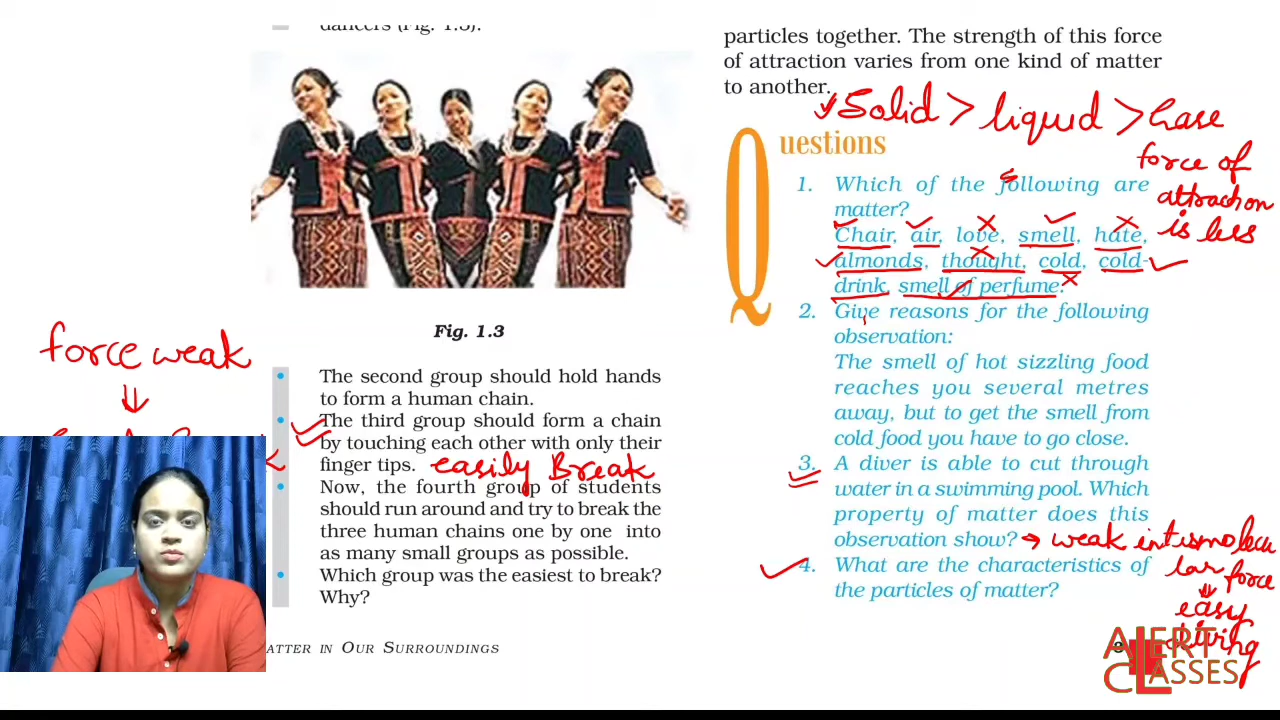 dancers (Fig. 1.3).
Fig. 1.3
force weak
The second group should hold hands
to form a human chain.
The third group should form a chain
by touching each other with only their
finger tips. easily Break
Now, the fourth group of students
should run around and try to break the
three human chains one by one into
as many small groups as possible.
Which group was the easiest to break?
Why?
ATTER IN OUR SURROUNDINGS
particles together. The strength of this force
of attraction varies from one kind of matter
to another.
Solid > liquid > Gase
force of
attraction
is less
Questions
1. Which of the following are
matter?
Chair, air, love, smell, hate,
almonds, thought, cold, cold-
drink, smell of perfume.
2. Give reasons for the following
observation:
The smell of hot sizzling food
reaches you several metres
away, but to get the smell from
cold food you have to go close.
3. A diver is able to cut through
water in a swimming pool. Which
property of matter does this
observation show? → weak intermolecu
lar force
easy
diving
4. What are the characteristics of
the particles of matter?
ALERT
CLASSES